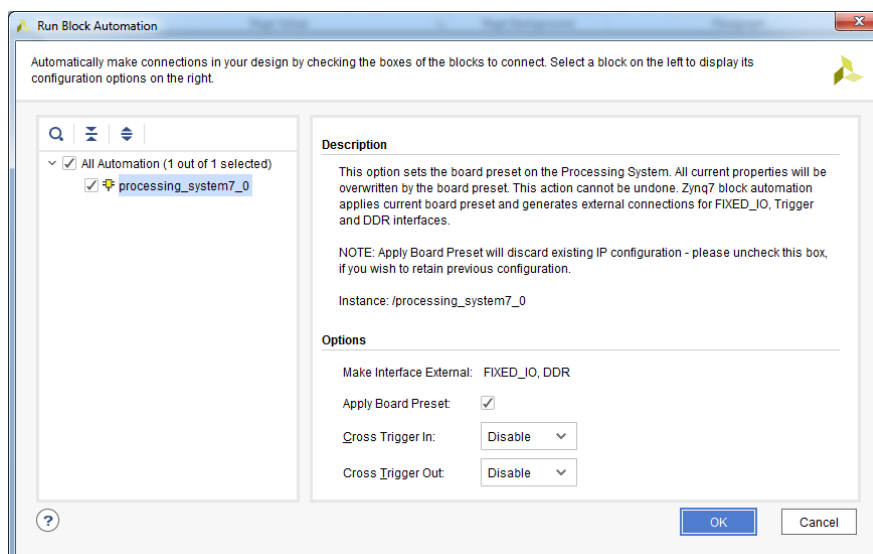 Run Block Automation
Automatically make connections in your design by checking the boxes of the blocks to connect. Select a block on the left to display its
configuration options on the right.
All Automation (1 out of 1 selected)
processing_system7_0
Description
This option sets the board preset on the Processing System. All current properties will be
overwritten by the board preset. This action cannot be undone. Zynq7 block automation
applies current board preset and generates external connections for FIXED_IO, Trigger
and DDR interfaces.
NOTE: Apply Board Preset will discard existing IP configuration - please uncheck this box,
if you wish to retain previous configuration.
Instance: /processing_system7_0
Options
Make Interface External: FIXED_IO, DDR
Apply Board Preset:
Cross Trigger In: Disable
Cross Trigger Out: Disable
?
OK
Cancel